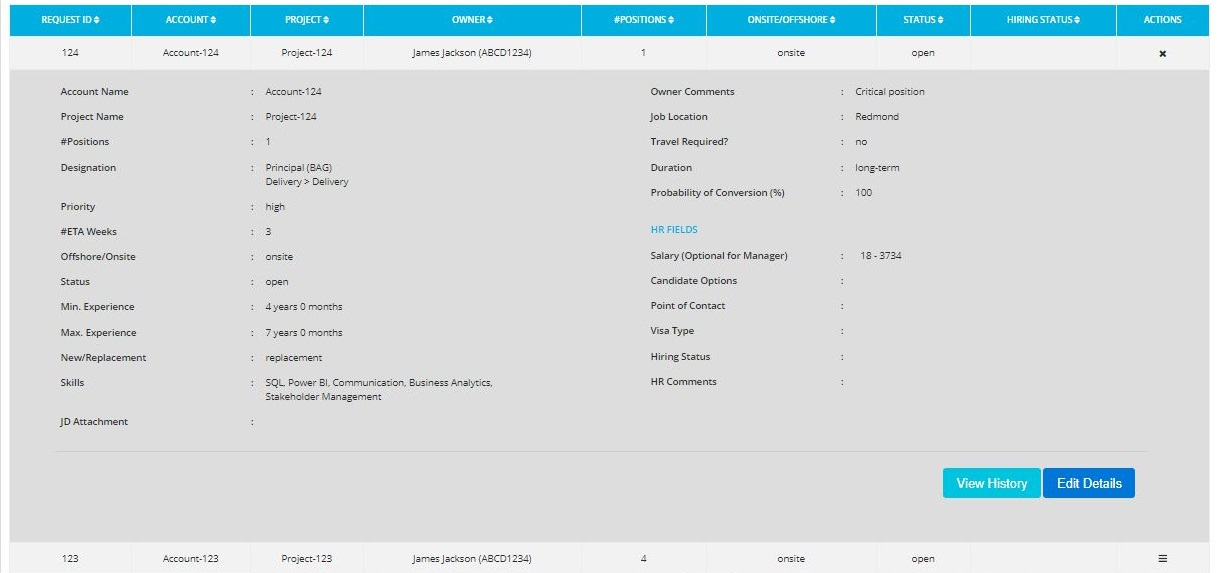 REQUEST ID ACCOUNT PROJECT OWNER #POSITIONS ONSITE/OFFSHORE STATUS HIRING STATUS ACTIONS
124 Account-124 Project-124 James Jackson (ABCD1234) 1 onsite open
Account Name : Account-124
Project Name : Project-124
#Positions : 1
Designation : Principal (BAG)
Delivery > Delivery
Priority : high
#ETA Weeks : 3
Offshore/Onsite : onsite
Status : open
Min. Experience : 4 years 0 months
Max. Experience : 7 years 0 months
New/Replacement : replacement
Skills : SQL, Power BI, Communication, Business Analytics,
Stakeholder Management
JD Attachment :
Owner Comments : Critical position
Job Location : Redmond
Travel Required? : no
Duration : long-term
Probability of Conversion (%) : 100
HR FIELDS
Salary (Optional for Manager) : 18 - 3734
Candidate Options :
Point of Contact :
Visa Type :
Hiring Status :
HR Comments :
View History Edit Details
123 Account-123 Project-123 James Jackson (ABCD1234) 4 onsite open